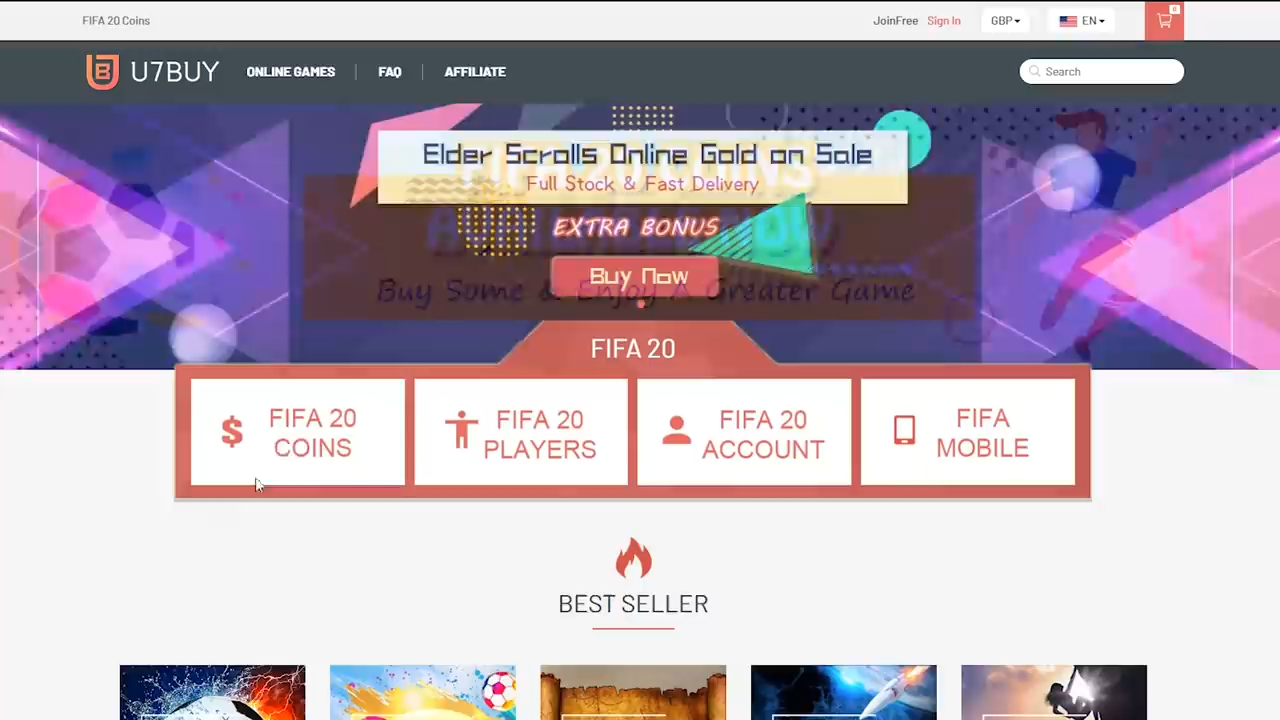 FIFA 20 Coins
JoinFree Sign In GBP EN 0
U7BUY ONLINE GAMES FAQ AFFILIATE Search
Elder Scrolls Online Gold on Sale
Full Stock & Fast Delivery
EXTRA BONUS
Buy Now
Buy Some & Enjoy A Greater Game
FIFA 20
FIFA 20 COINS
FIFA 20 PLAYERS
FIFA 20 ACCOUNT
FIFA MOBILE
BEST SELLER